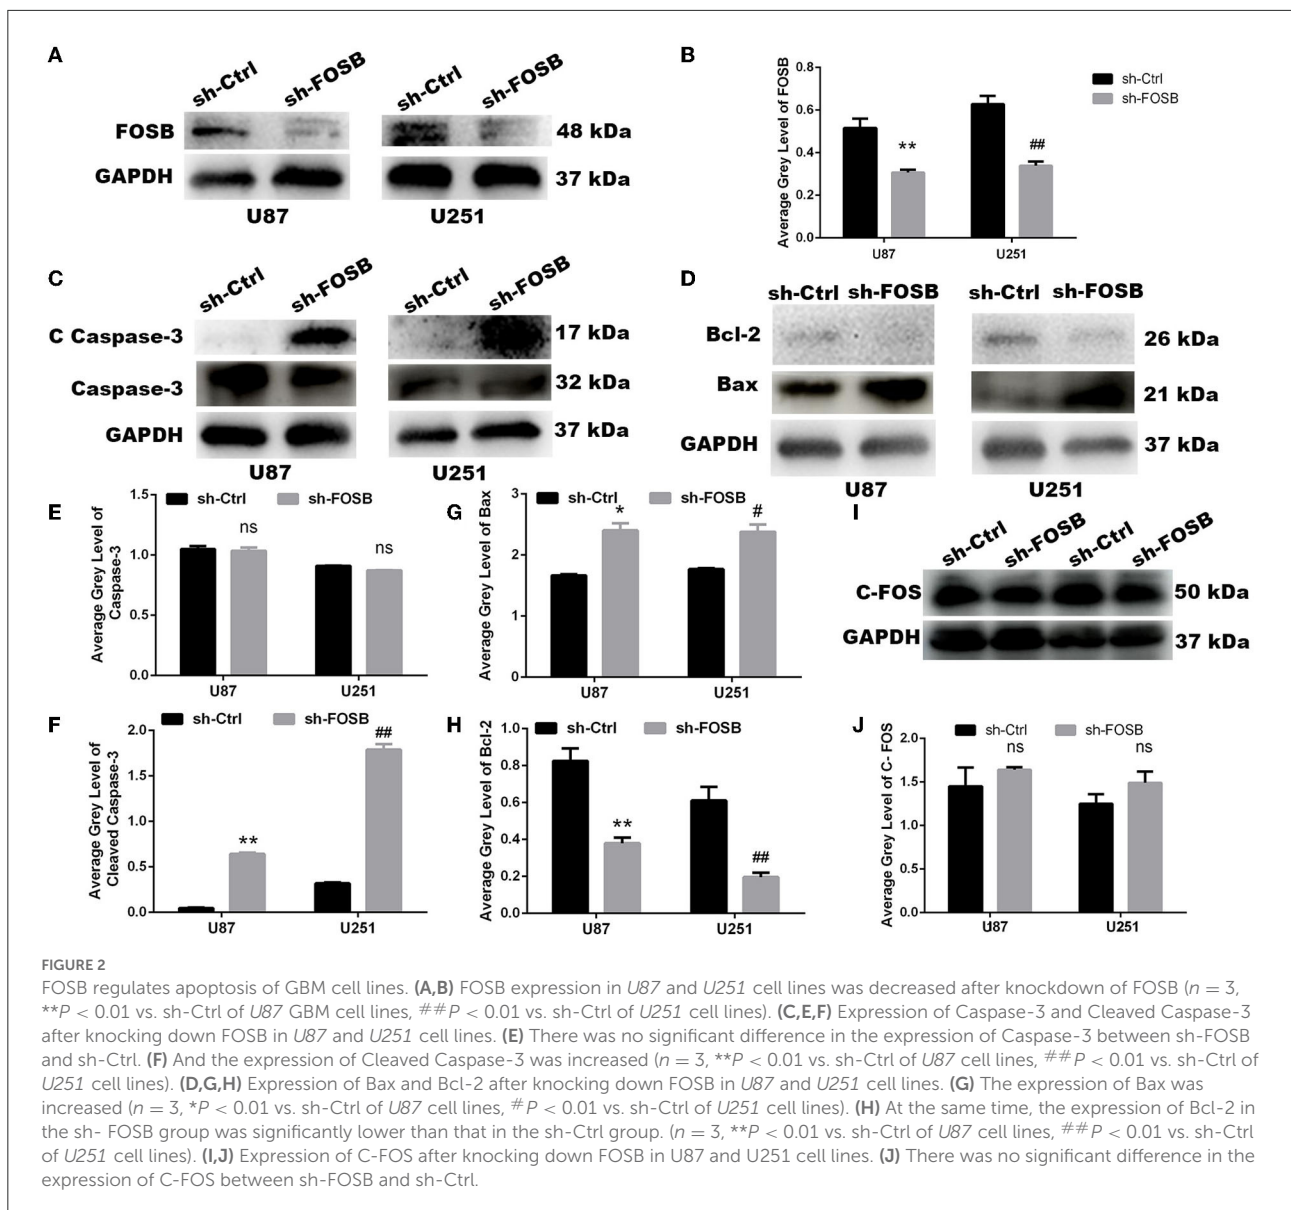 A
sh-Ctrl
sh-FOSB
sh-Ctrl
sh-FOSB
FOSB
48 kDa
GAPDH
37 kDa
U87
U251
B
Average Grey Level of FOSB
0.8
0.6
0.4
0.2
0.0
**
##
U87
U251
sh-Ctrl
sh-FOSB
C
sh-Ctrl
sh-FOSB
sh-Ctrl
sh-FOSB
C Caspase-3
17 kDa
Caspase-3
32 kDa
GAPDH
37 kDa
U87
U251
D
sh-Ctrl
sh-FOSB
sh-Ctrl
sh-FOSB
Bcl-2
26 kDa
Bax
21 kDa
GAPDH
37 kDa
U87
U251
E
Average Grey Level of
Caspase-3
1.5
1.0
0.5
0.0
sh-Ctrl
sh-FOSB
ns
ns
U87
U251
G
Average Grey Level of Bax
3
2
1
0
sh-Ctrl
sh-FOSB
*
#
U87
U251
I
sh-Ctrl
sh-FOSB
sh-Ctrl
sh-FOSB
C-FOS
50 kDa
GAPDH
37 kDa
F
Average Grey Level of
Cleaved Caspase-3
2.0
1.5
1.0
0.5
0.0
sh-Ctrl
sh-FOSB
**
##
U87
U251
H
Average Grey Level of Bcl-2
1.0
0.8
0.6
0.4
0.2
0.0
sh-Ctrl
sh-FOSB
**
##
U87
U251
J
Average Grey Level of C- FOS
2.0
1.5
1.0
0.5
0.0
sh-Ctrl
sh-FOSB
ns
ns
U87
U251
FIGURE 2
FOSB regulates apoptosis of GBM cell lines. (A,B) FOSB expression in U87 and U251 cell lines was decreased after knockdown of FOSB (n = 3,
**P < 0.01 vs. sh-Ctrl of U87 GBM cell lines, ##P < 0.01 vs. sh-Ctrl of U251 cell lines). (C,E,F) Expression of Caspase-3 and Cleaved Caspase-3
after knocking down FOSB in U87 and U251 cell lines. (E) There was no significant difference in the expression of Caspase-3 between sh-FOSB
and sh-Ctrl. (F) And the expression of Cleaved Caspase-3 was increased (n = 3, **P < 0.01 vs. sh-Ctrl of U87 cell lines, ##P < 0.01 vs. sh-Ctrl of
U251 cell lines). (D,G,H) Expression of Bax and Bcl-2 after knocking down FOSB in U87 and U251 cell lines. (G) The expression of Bax was
increased (n = 3, *P < 0.01 vs. sh-Ctrl of U87 cell lines, #P < 0.01 vs. sh-Ctrl of U251 cell lines). (H) At the same time, the expression of Bcl-2 in
the sh- FOSB group was significantly lower than that in the sh-Ctrl group. (n = 3, **P < 0.01 vs. sh-Ctrl of U87 cell lines, ##P < 0.01 vs. sh-Ctrl
of U251 cell lines). (I,J) Expression of C-FOS after knocking down FOSB in U87 and U251 cell lines. (J) There was no significant difference in the
expression of C-FOS between sh-FOSB and sh-Ctrl.